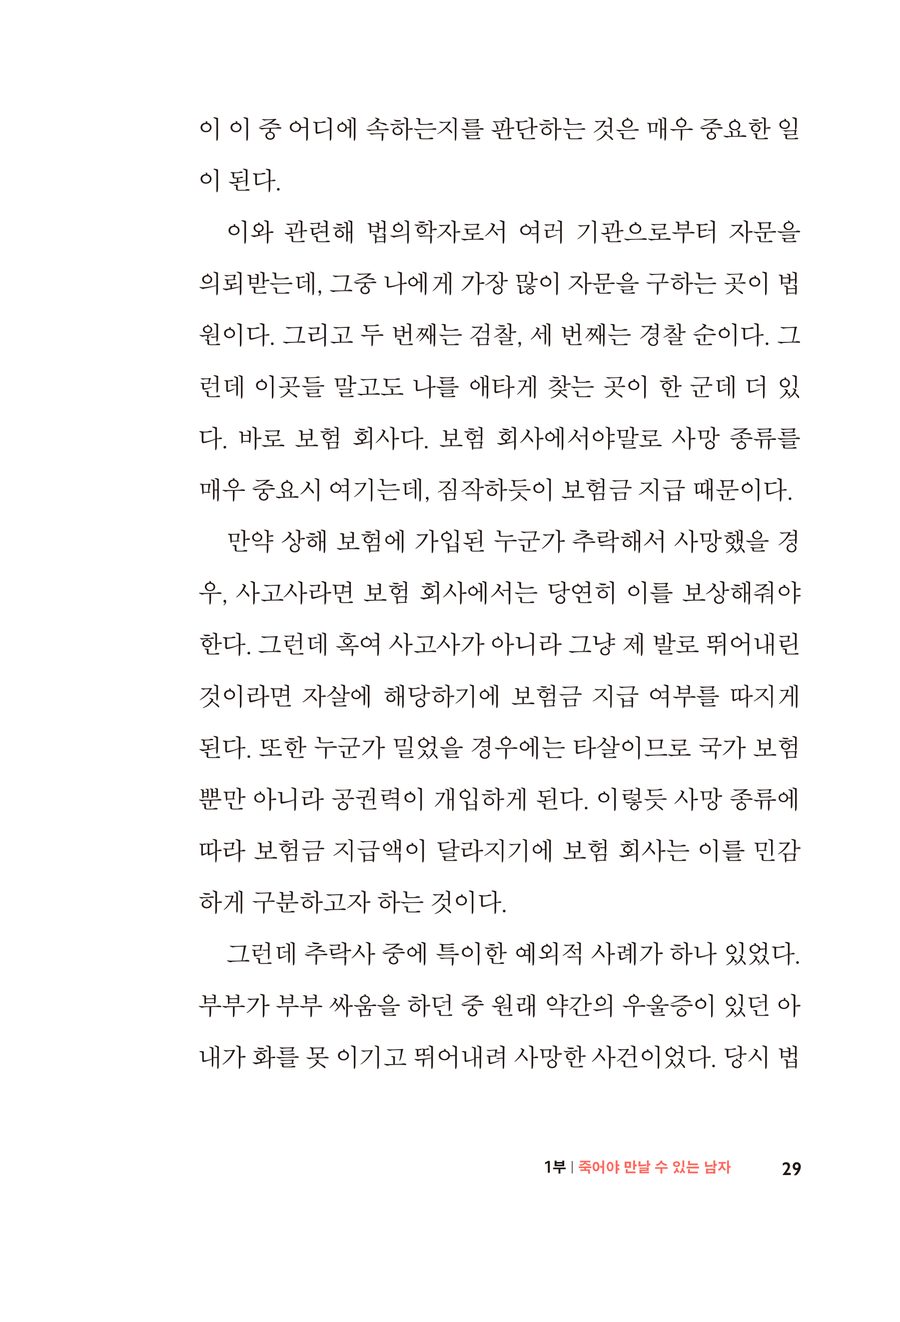 이 이 중 어디에 속하는지를 판단하는 것은 매우 중요한 일
이 된다.
이와 관련해 법의학자로서 여러 기관으로부터 자문을
의뢰받는데, 그중 나에게 가장 많이 자문을 구하는 곳이 법
원이다. 그리고 두 번째는 검찰, 세 번째는 경찰 순이다. 그
런데 이곳들 말고도 나를 애타게 찾는 곳이 한 군데 더 있
다. 바로 보험 회사다. 보험 회사에서야말로 사망 종류를
매우 중요시 여기는데, 짐작하듯이 보험금 지급 때문이다.
만약 상해 보험에 가입된 누군가 추락해서 사망했을 경
우, 사고사라면 보험 회사에서는 당연히 이를 보상해줘야
한다. 그런데 혹여 사고사가 아니라 그냥 제 발로 뛰어내린
것이라면 자살에 해당하기에 보험금 지급 여부를 따지게
된다. 또한 누군가 밀었을 경우에는 타살이므로 국가 보험
뿐만 아니라 공권력이 개입하게 된다. 이렇듯 사망 종류에
따라 보험금 지급액이 달라지기에 보험 회사는 이를 민감
하게 구분하고자 하는 것이다.
그런데 추락사 중에 특이한 예외적 사례가 하나 있었다.
부부가 부부 싸움을 하던 중 원래 약간의 우울증이 있던 아
내가 화를 못 이기고 뛰어내려 사망한 사건이었다. 당시 법
1부 | 죽어야 만날 수 있는 남자 29